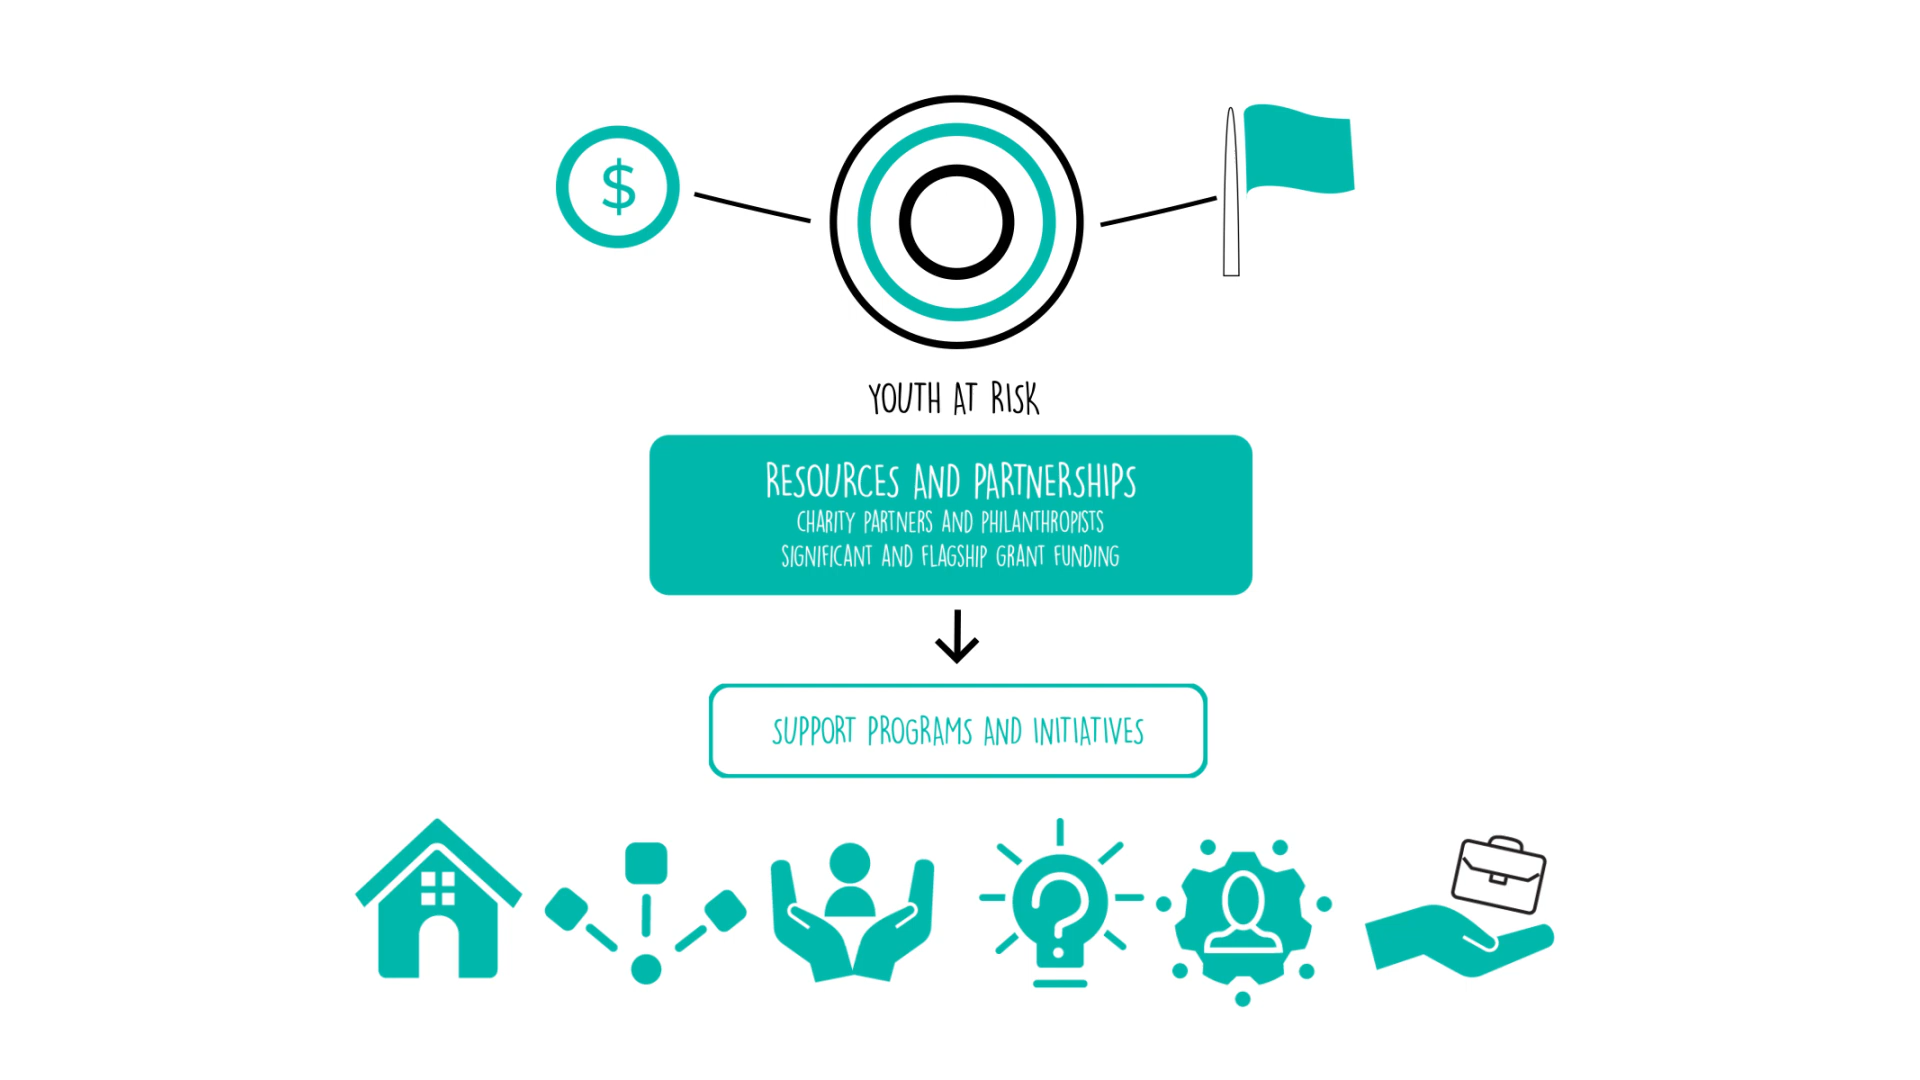 $
YOUTH AT RISK
RESOURCES AND PARTNERSHIPS
CHARITY PARTNERS AND PHILANTHROPISTS
SIGNIFICANT AND FLAGSHIP GRANT FUNDING
SUPPORT PROGRAMS AND INITIATIVES
?